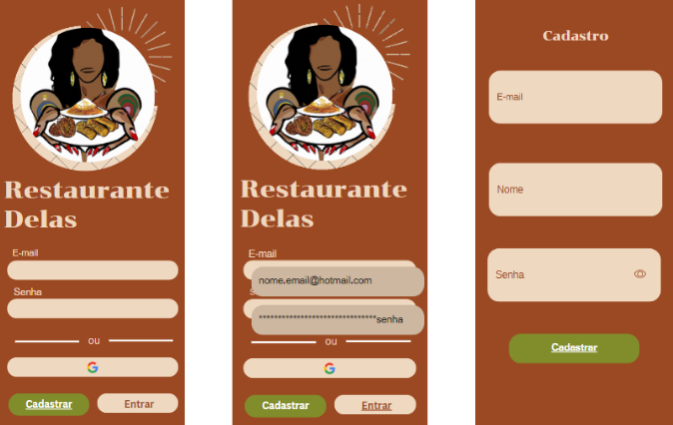 Restaurante
Delas
E-mail
Senha
ou
G
Cadastrar
Entrar
Restaurante
Delas
E-mail
nome.email@hotmail.com
******************************senha
ou
G
Cadastrar
Entrar
Cadastro
E-mail
Nome
Senha
Cadastrar